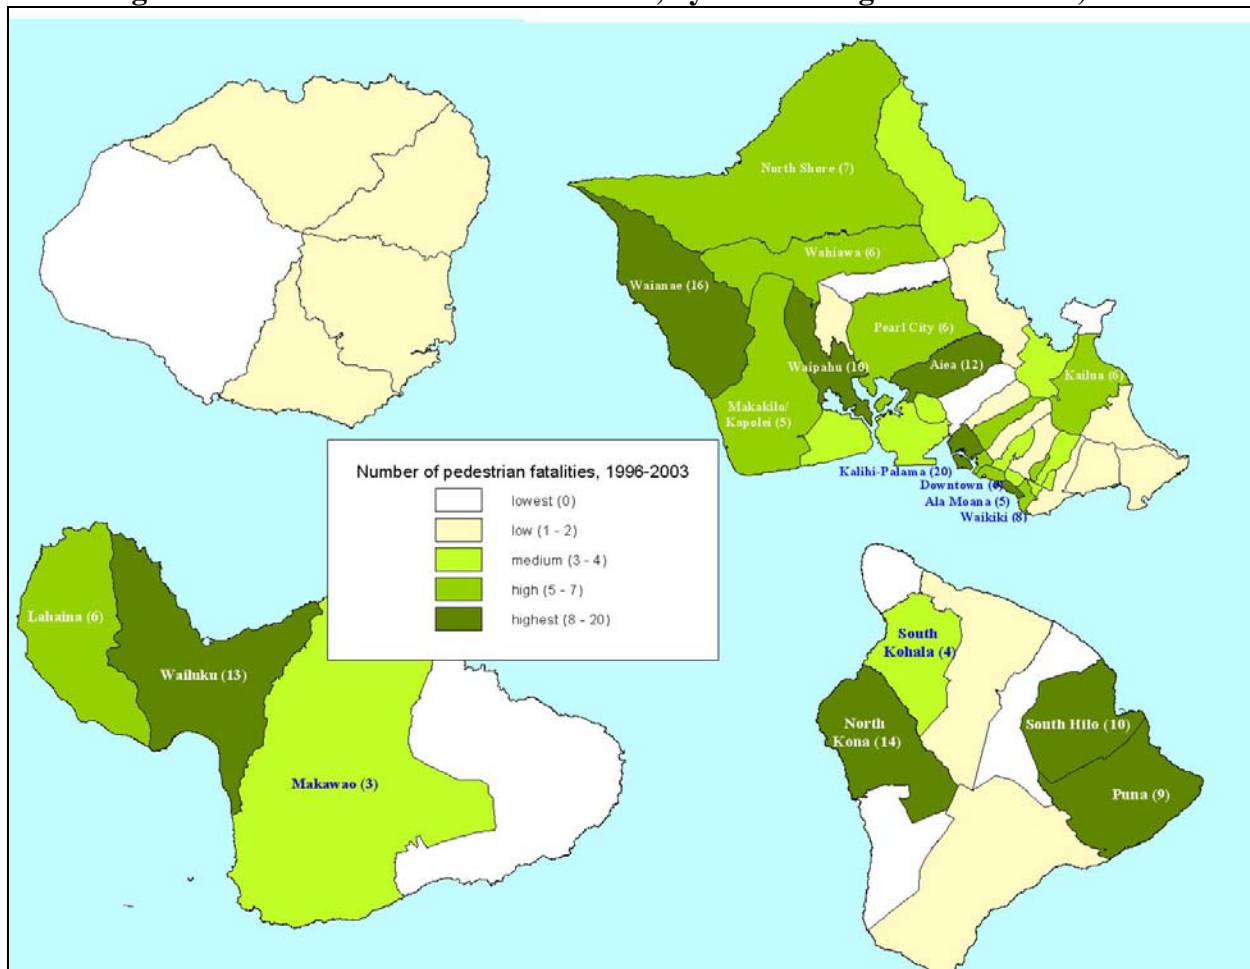 North Shore (7)
Wahiawa (6)
Waianae (16)
Pearl City (6)
Waipahu (10)
Aiea (12)
Kailua (6)
Makakilo/
Kapolei (5)
Kalihi-Palama (20)
Downtown
Ala Moana (5)
Waikiki (8)
Number of pedestrian fatalities, 1996-2003
lowest (0)
low (1 - 2)
medium (3 - 4)
high (5 - 7)
highest (8 - 20)
Lahaina (6)
Wailuku (13)
Makawao (3)
South
Kohala (4)
North
Kona (14)
South Hilo (10)
Puna (9)